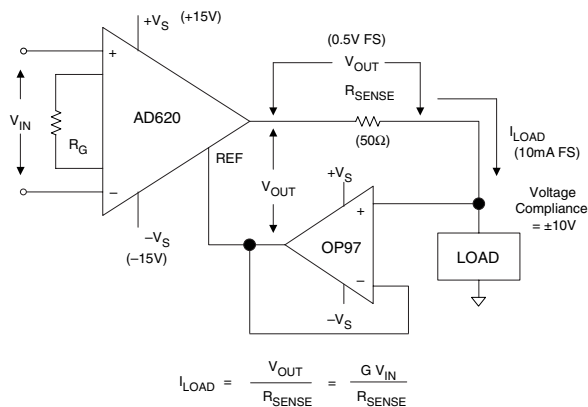 +V_S (+15V)
(0.5V FS)
V_OUT
R_SENSE
+
AD620
V_IN
R_G
(50Ω)
I_LOAD
(10mA FS)
REF
V_OUT
+V_S
Voltage
Compliance
= ±10V
–
+
–V_S
(–15V)
OP97
LOAD
–
–V_S
I_LOAD = V_OUT / R_SENSE = G V_IN / R_SENSE